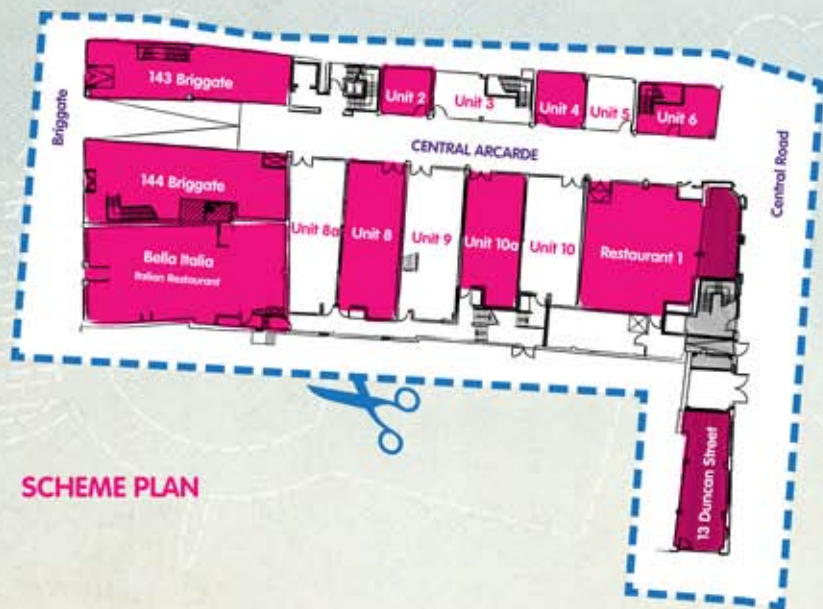 143 Briggate
Unit 2
Unit 3
Unit 4
Unit 5
Unit 6
Briggate
CENTRAL ARCARDE
Central Road
144 Briggate
Unit 8a
Unit 8
Unit 9
Unit 10a
Unit 10
Restaurant 1
Bella Italia
Italian Restaurant
13 Duncan Street
SCHEME PLAN